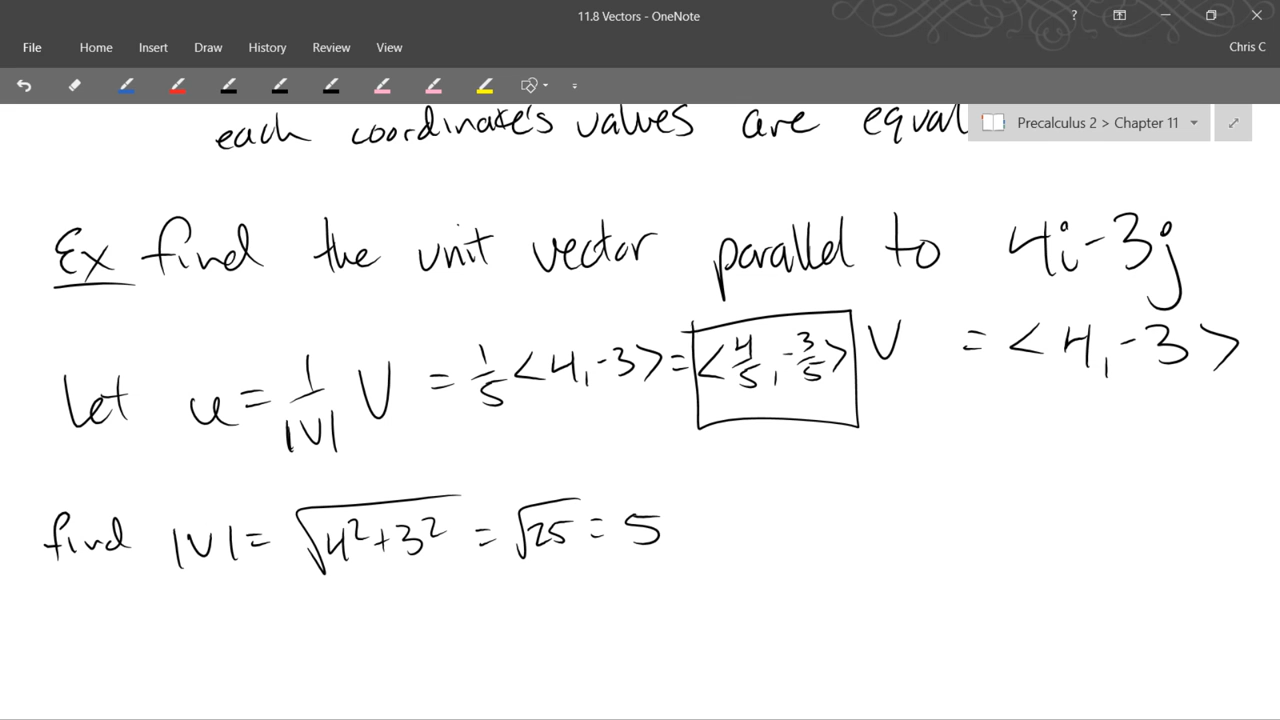 11.8 Vectors - OneNote
?
File Home Insert Draw History Review View
Chris C
each coordinate's values are equal
Precalculus 2 > Chapter 11
Ex find the unit vector parallel to 4i-3j
V = <4,-3>
Let u = 1/|V| V = 1/5 <4,-3> = <4/5, -3/5>
find |V| = √(4²+3²) = √25 = 5